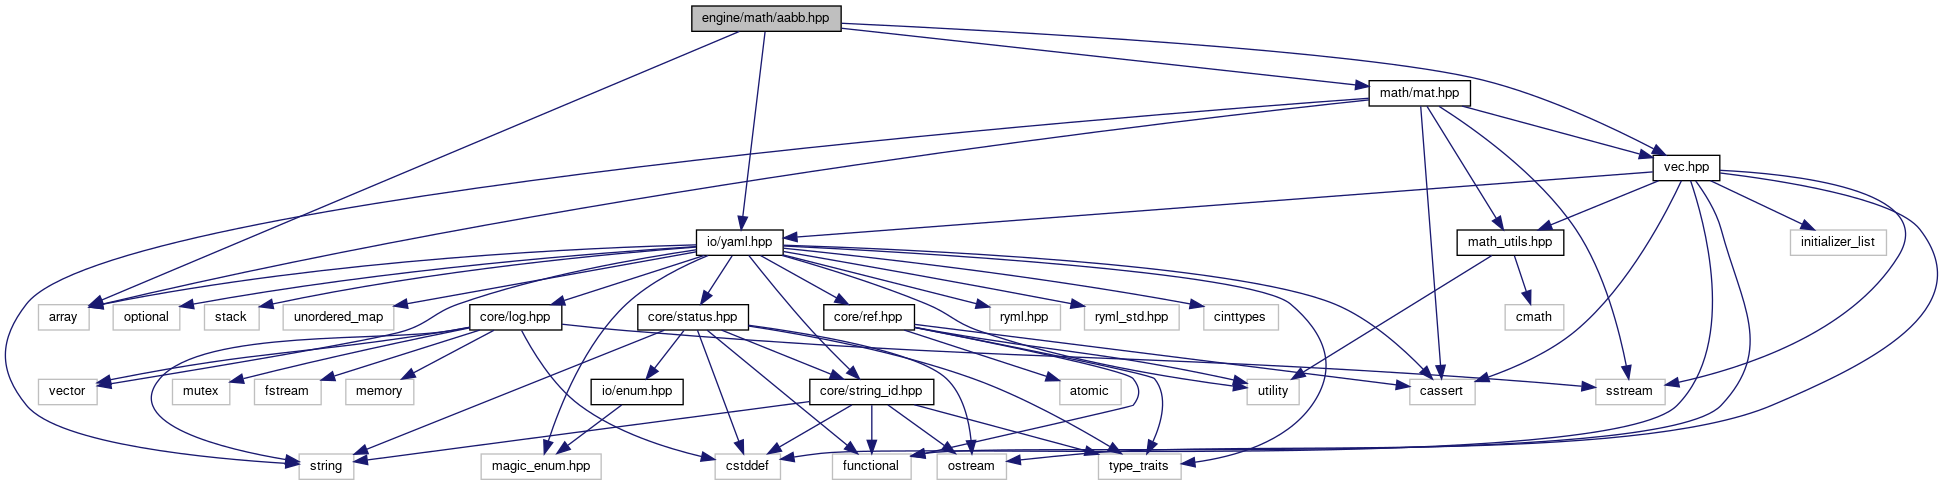 engine/math/aabb.hpp
math/mat.hpp
vec.hpp
io/yaml.hpp
math_utils.hpp
initializer_list
array
optional
stack
unordered_map
core/log.hpp
core/status.hpp
core/ref.hpp
ryml.hpp
ryml_std.hpp
cinttypes
cmath
vector
mutex
fstream
memory
io/enum.hpp
core/string_id.hpp
atomic
utility
cassert
sstream
string
magic_enum.hpp
cstddef
functional
ostream
type_traits